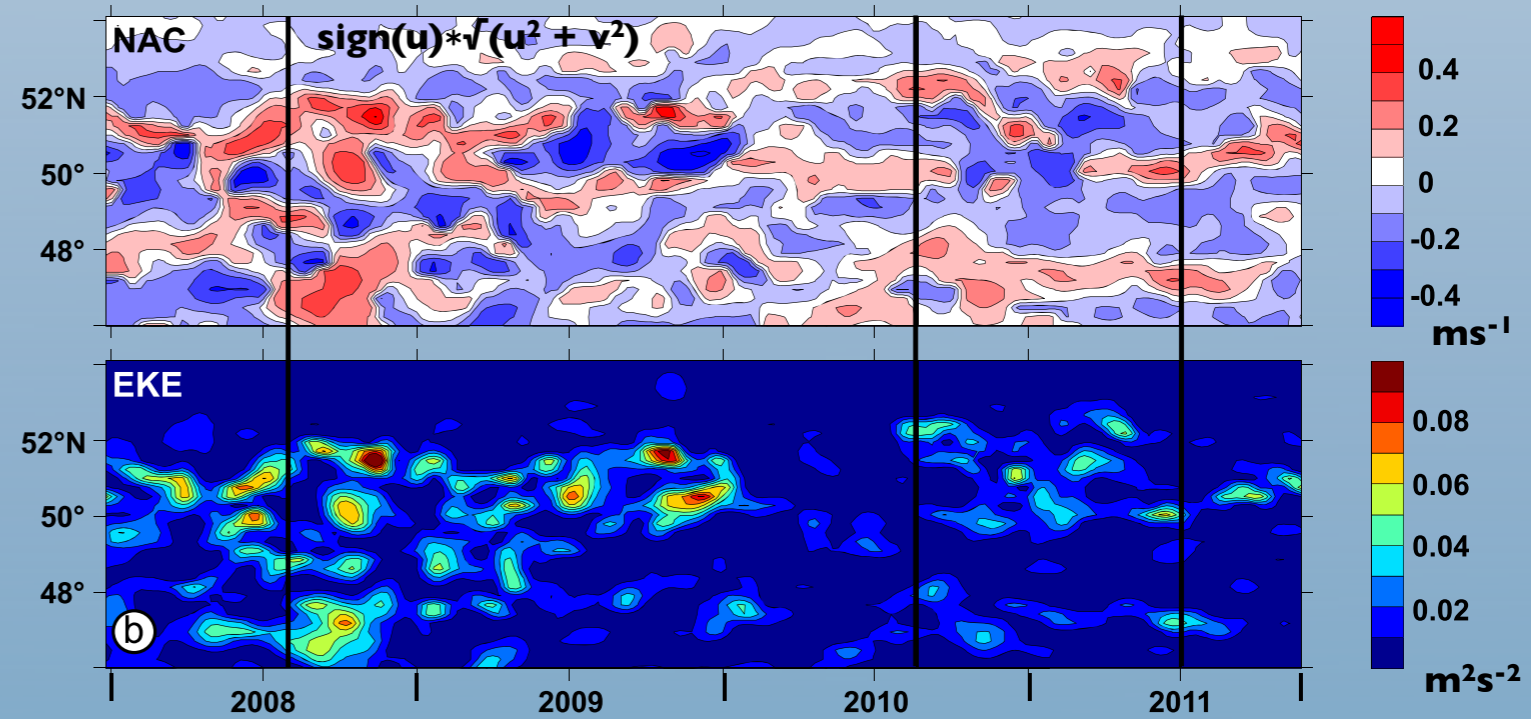 NAC sign(u)*√(u² + v²)
52°N
50°
48°
0.4
0.2
0
-0.2
-0.4
ms⁻¹
EKE
52°N
50°
48°
b
0.08
0.06
0.04
0.02
m²s⁻²
2008 2009 2010 2011